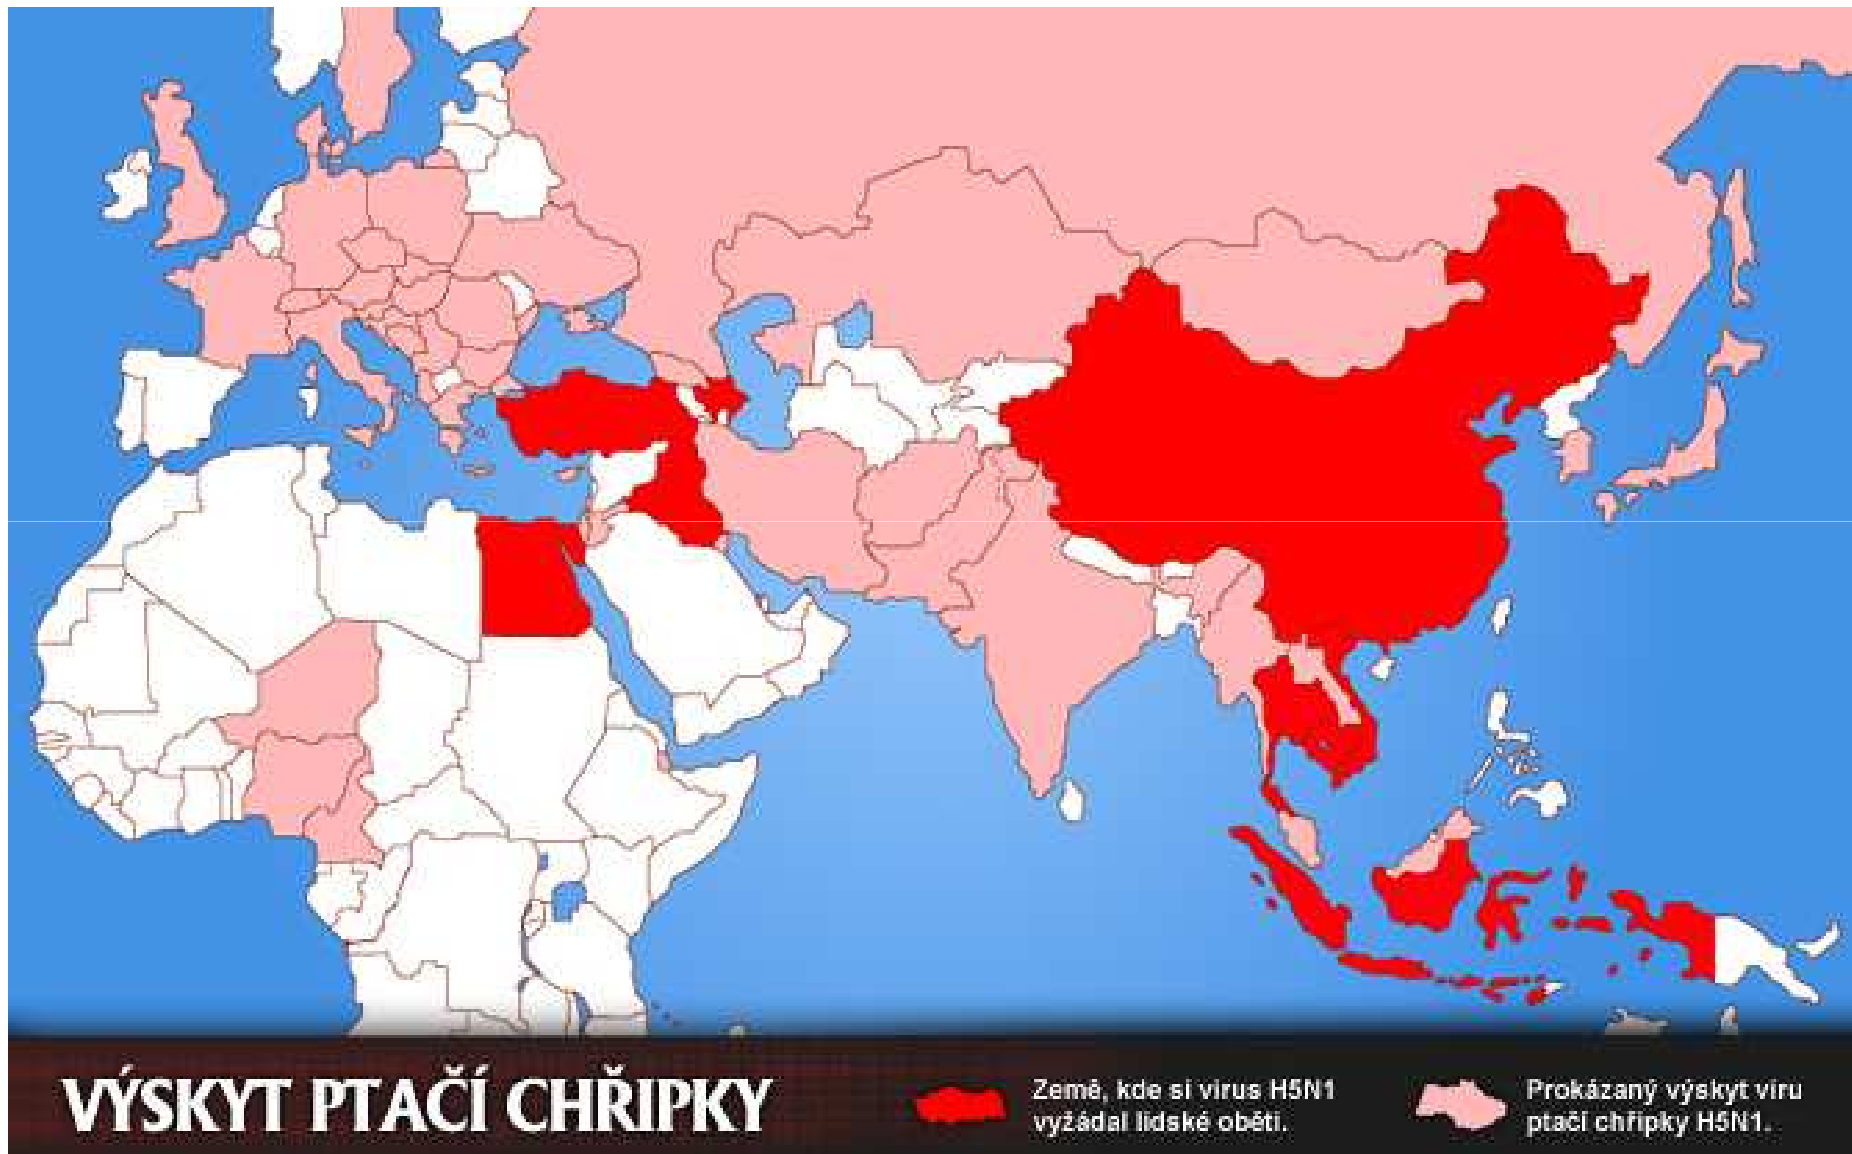 VÝSKYT PTAČÍ CHŘIPKY
Země, kde si virus H5N1
vyžádal lidské oběti.
Prokázaný výskyt viru
ptačí chřipky H5N1.